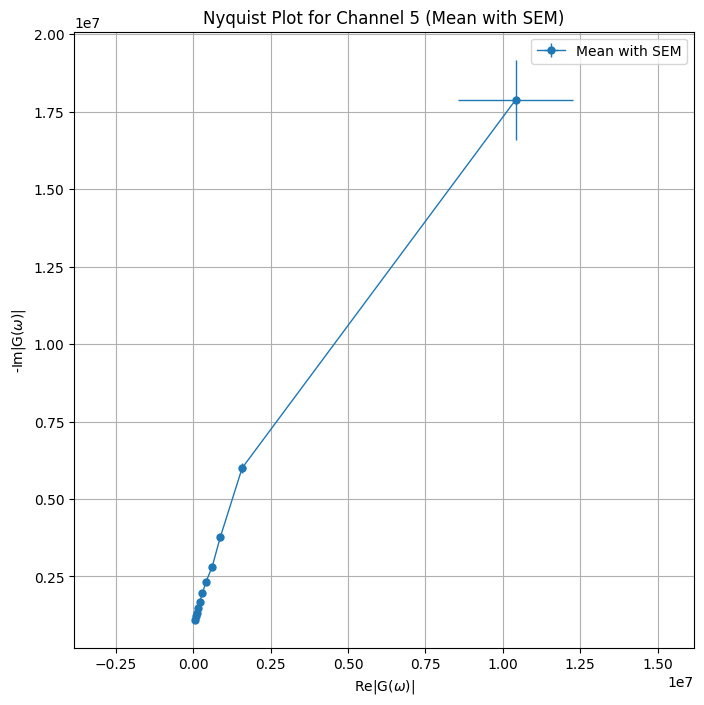 Nyquist Plot for Channel 5 (Mean with SEM)
1e7
Mean with SEM
2.00
1.75
1.50
1.25
1.00
0.75
0.50
0.25
-Im|G(ω)|
−0.25 0.00 0.25 0.50 0.75 1.00 1.25 1.50
1e7
Re|G(ω)|